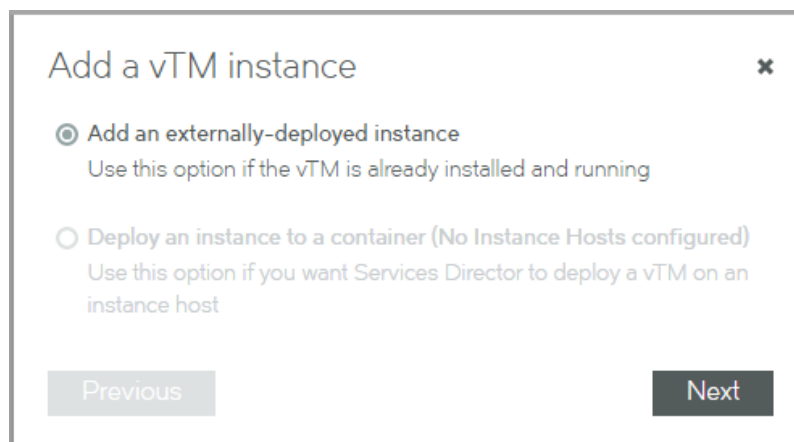 Add a vTM instance
Add an externally-deployed instance
Use this option if the vTM is already installed and running
Deploy an instance to a container (No Instance Hosts configured)
Use this option if you want Services Director to deploy a vTM on an
instance host
Previous
Next